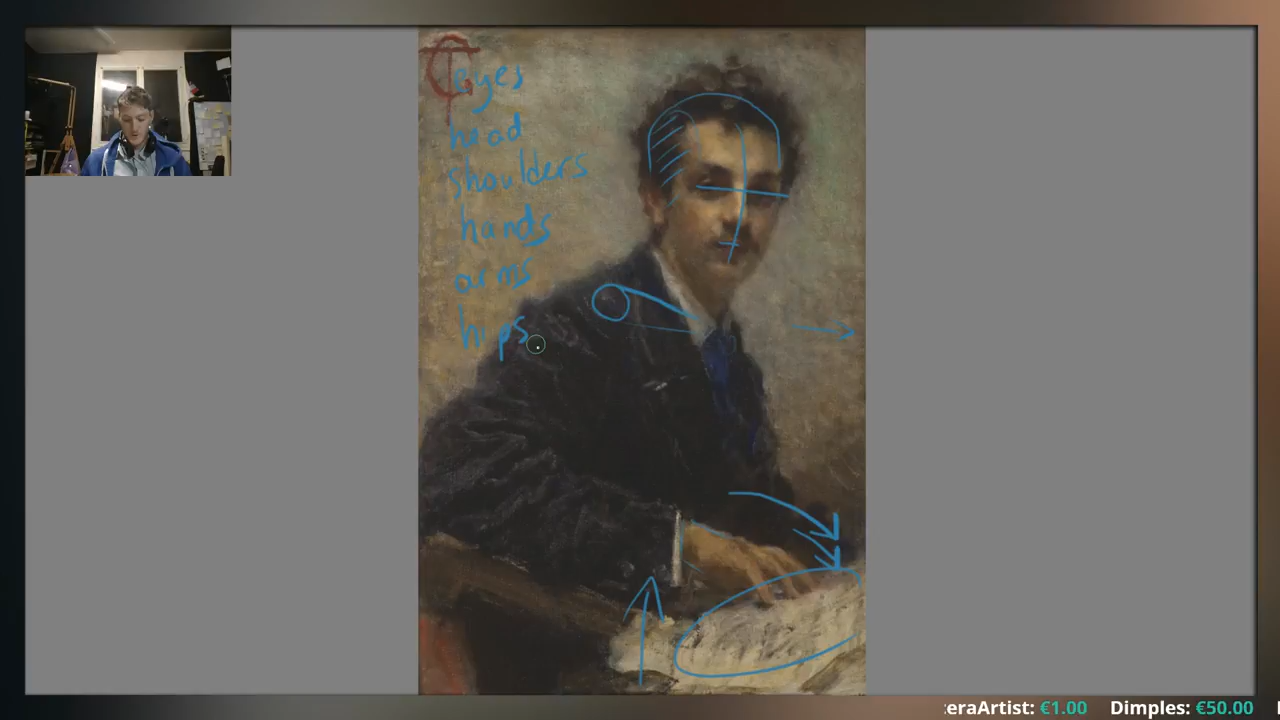 eyes
head
shoulders
hands
arms
hips
:eraArtist: €1.00 Dimples: €50.00